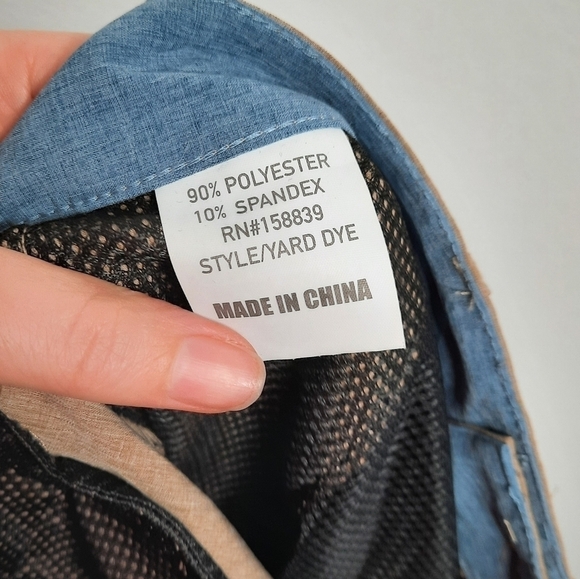 90% POLYESTER
10% SPANDEX
RN#158839
STYLE/YARD DYE
MADE IN CHINA